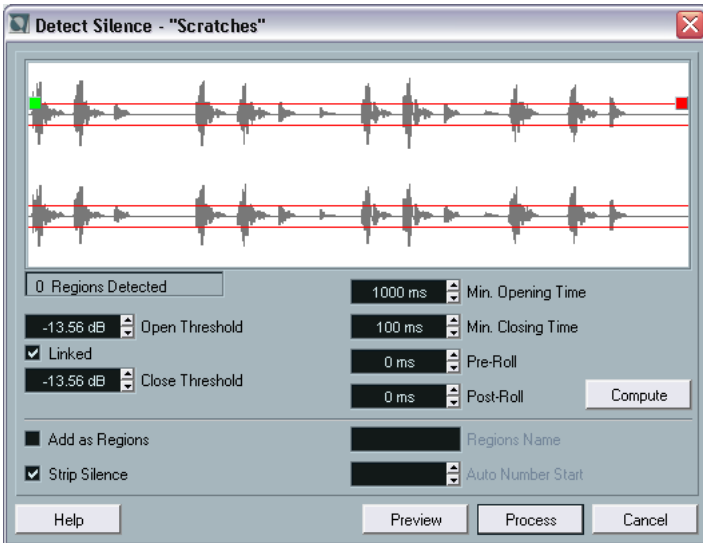 Detect Silence - "Scratches"
0 Regions Detected
-13.56 dB Open Threshold
Linked
-13.56 dB Close Threshold
1000 ms Min. Opening Time
100 ms Min. Closing Time
0 ms Pre-Roll
0 ms Post-Roll
Compute
Add as Regions
Regions Name
Strip Silence
Auto Number Start
Help
Preview
Process
Cancel